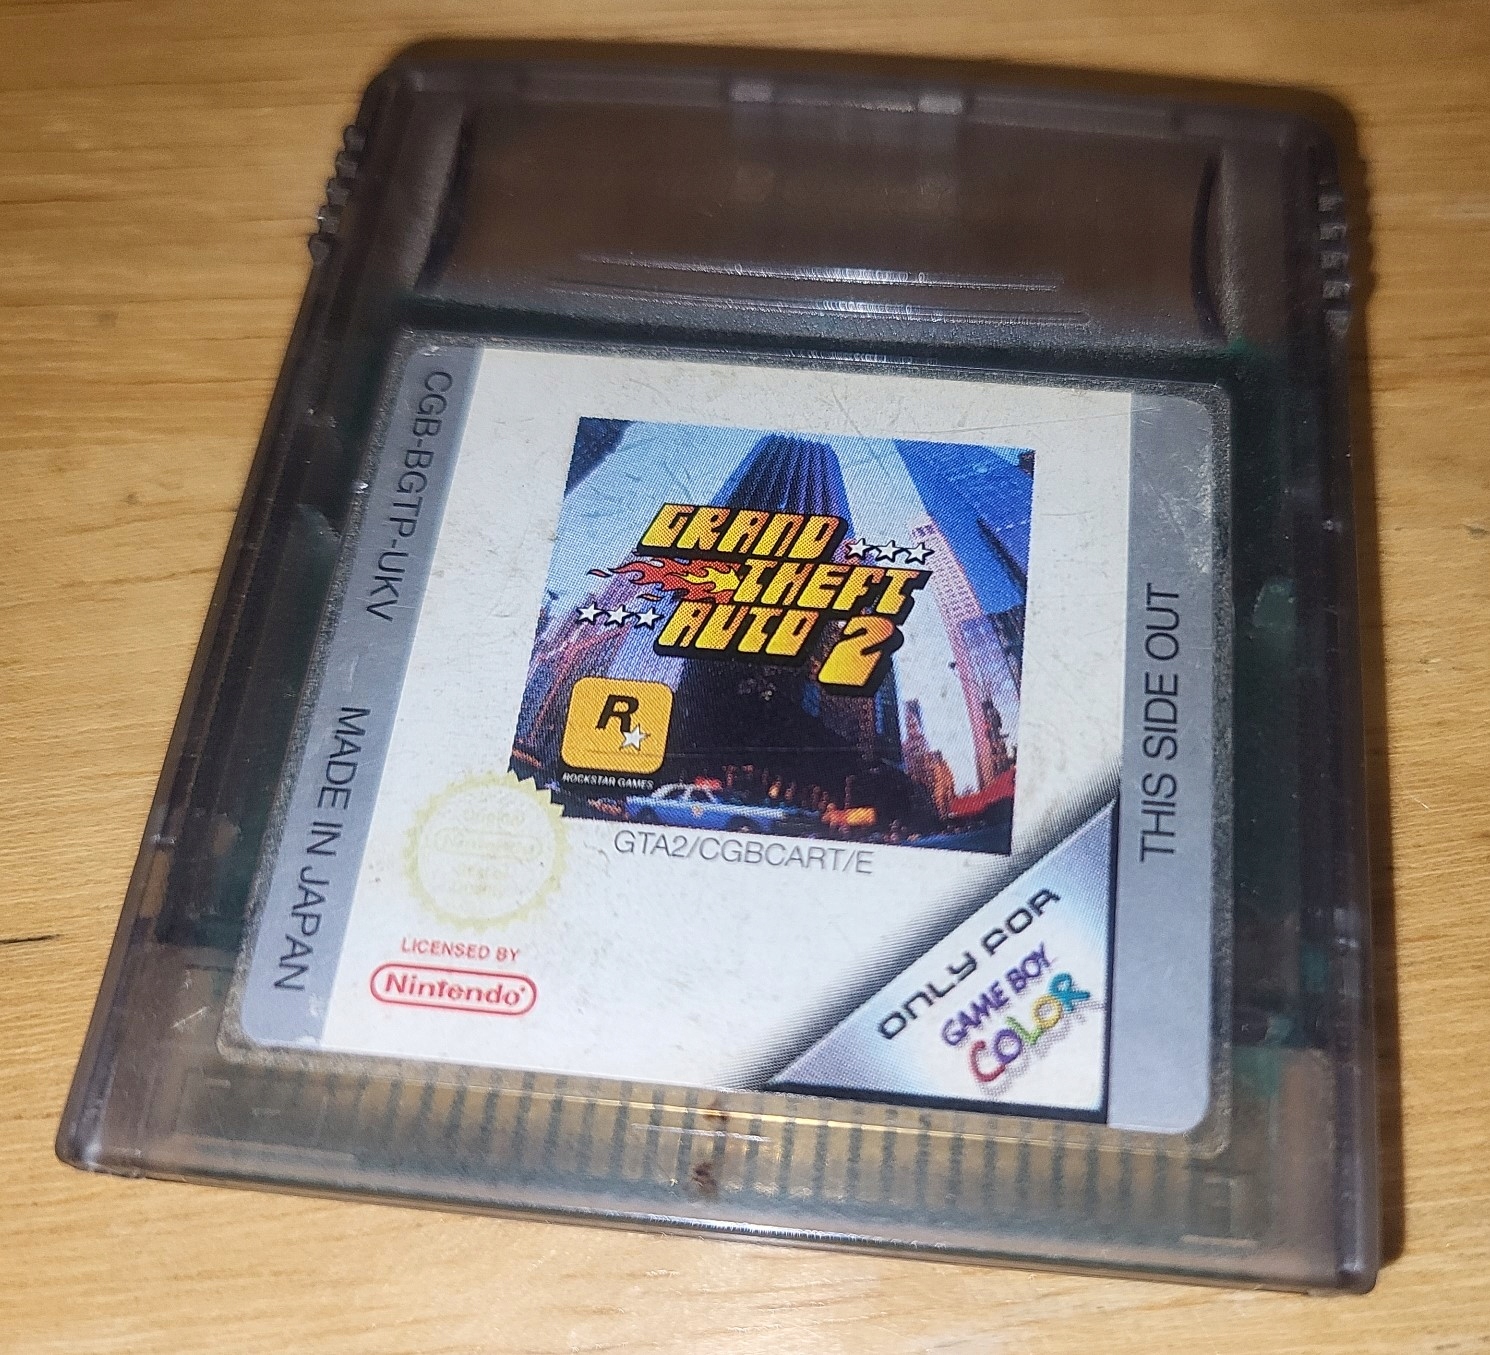 CGB-BGTP-UKV
MADE IN JAPAN
GRAND
THEFT
AUTO 2
R
ROCKSTAR GAMES
GTA2/CGBCART/E
LICENSED BY
Nintendo
ONLY FOR
GAME BOY
COLOR
THIS SIDE OUT